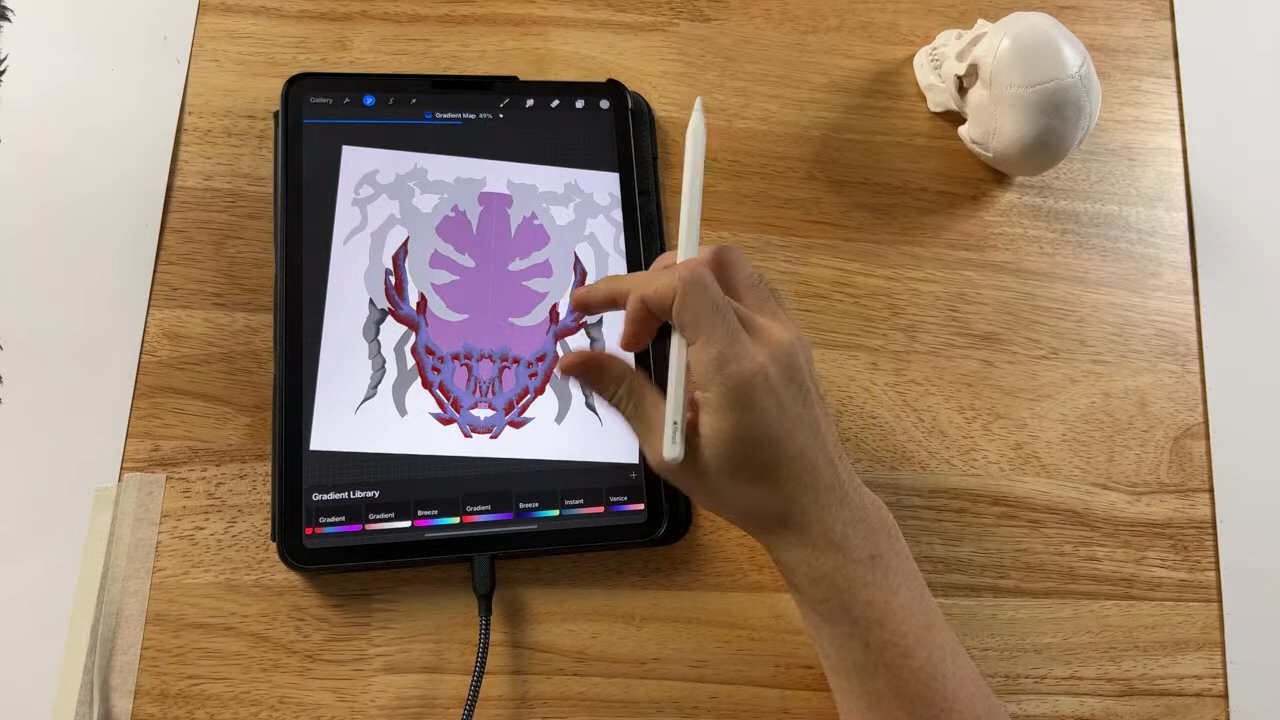 Gallery
Gradient Map 49%
Gradient Library
Gradient Gradient Breeze Gradient Breeze Instant Venice